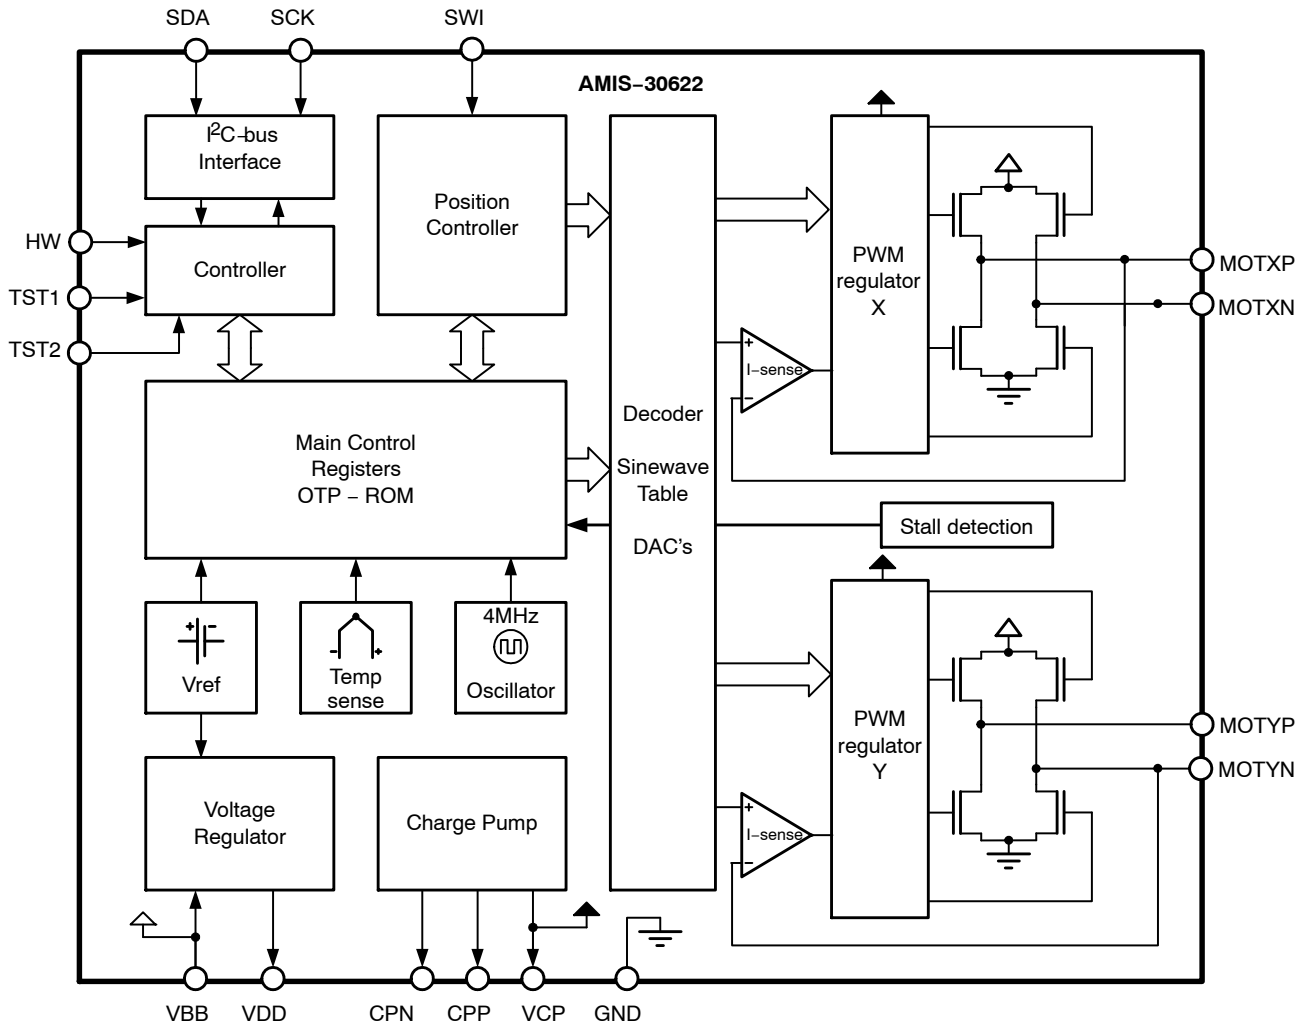 SDA
SCK
SWI
AMIS–30622
I2C–bus
Interface
Position
Controller
HW
TST1
TST2
Controller
PWM
regulator
X
MOTXP
MOTXN
+
I–sense
–
Main Control
Registers
OTP – ROM
Decoder
Sinewave
Table
DAC's
Stall detection
+ –
Vref
– +
Temp
sense
4MHz
Oscillator
PWM
regulator
Y
MOTYP
MOTYN
+
I–sense
–
Voltage
Regulator
Charge Pump
VBB
VDD
CPN
CPP
VCP
GND